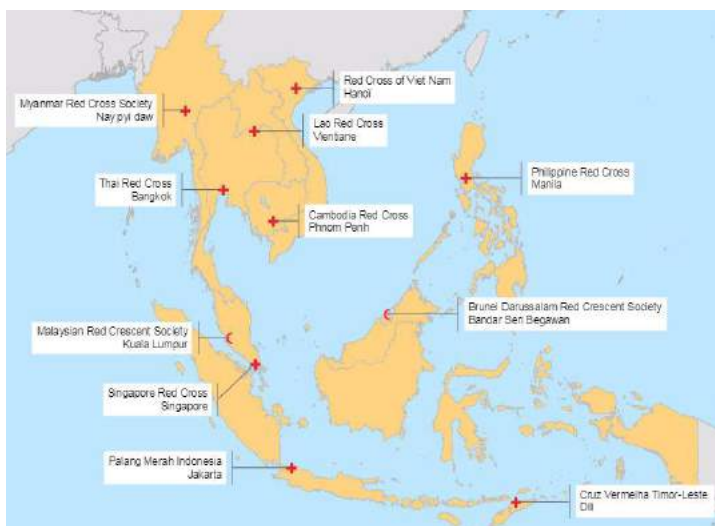 Red Cross of Viet Nam
Hanoi
Myanmar Red Cross Society
Nay pyi daw
Lao Red Cross
Vientiane
Thai Red Cross
Bangkok
Philippine Red Cross
Manila
Cambodia Red Cross
Phnom Penh
Brunei Darussalam Red Crescent Society
Bandar Seri Begawan
Malaysian Red Crescent Society
Kuala Lumpur
Singapore Red Cross
Singapore
Palang Merah Indonesia
Jakarta
Cruz Vermelha Timor-Leste
Dili